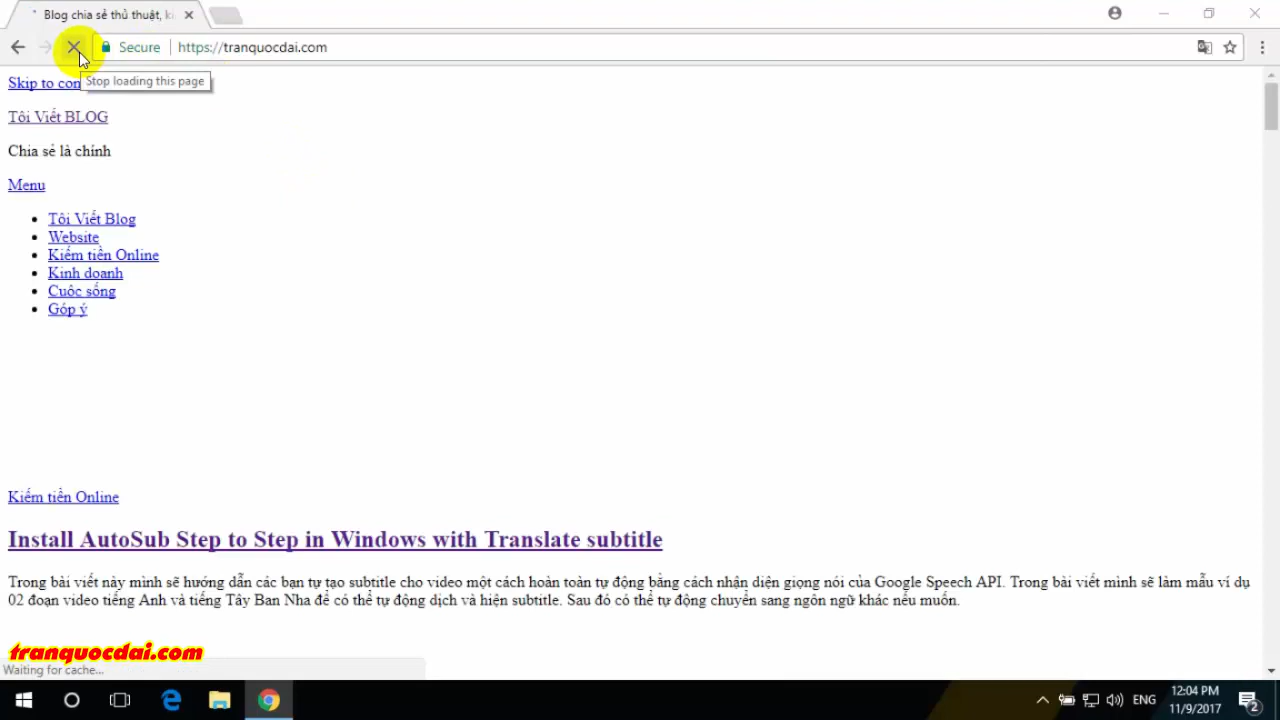 Blog chia sẻ thủ thuật, k
Secure
https://tranquocdai.com
Stop loading this page
Skip to con
Tôi Viết BLOG
Chia sẻ là chính
Menu
Tôi Viết Blog
Website
Kiếm tiền Online
Kinh doanh
Cuộc sống
Góp ý
Kiếm tiền Online
Install AutoSub Step to Step in Windows with Translate subtitle
Trong bài viết này mình sẽ hướng dẫn các bạn tự tạo subtitle cho video một cách hoàn toàn tự động bằng cách nhận diện giọng nói của Google Speech API. Trong bài viết mình sẽ làm mẫu ví dụ
02 đoạn video tiếng Anh và tiếng Tây Ban Nha để có thể tự động dịch và hiện subtitle. Sau đó có thể tự động chuyển sang ngôn ngữ khác nếu muốn.
tranquocdai.com
Waiting for cache...
ENG
12:04 PM
11/9/2017
2